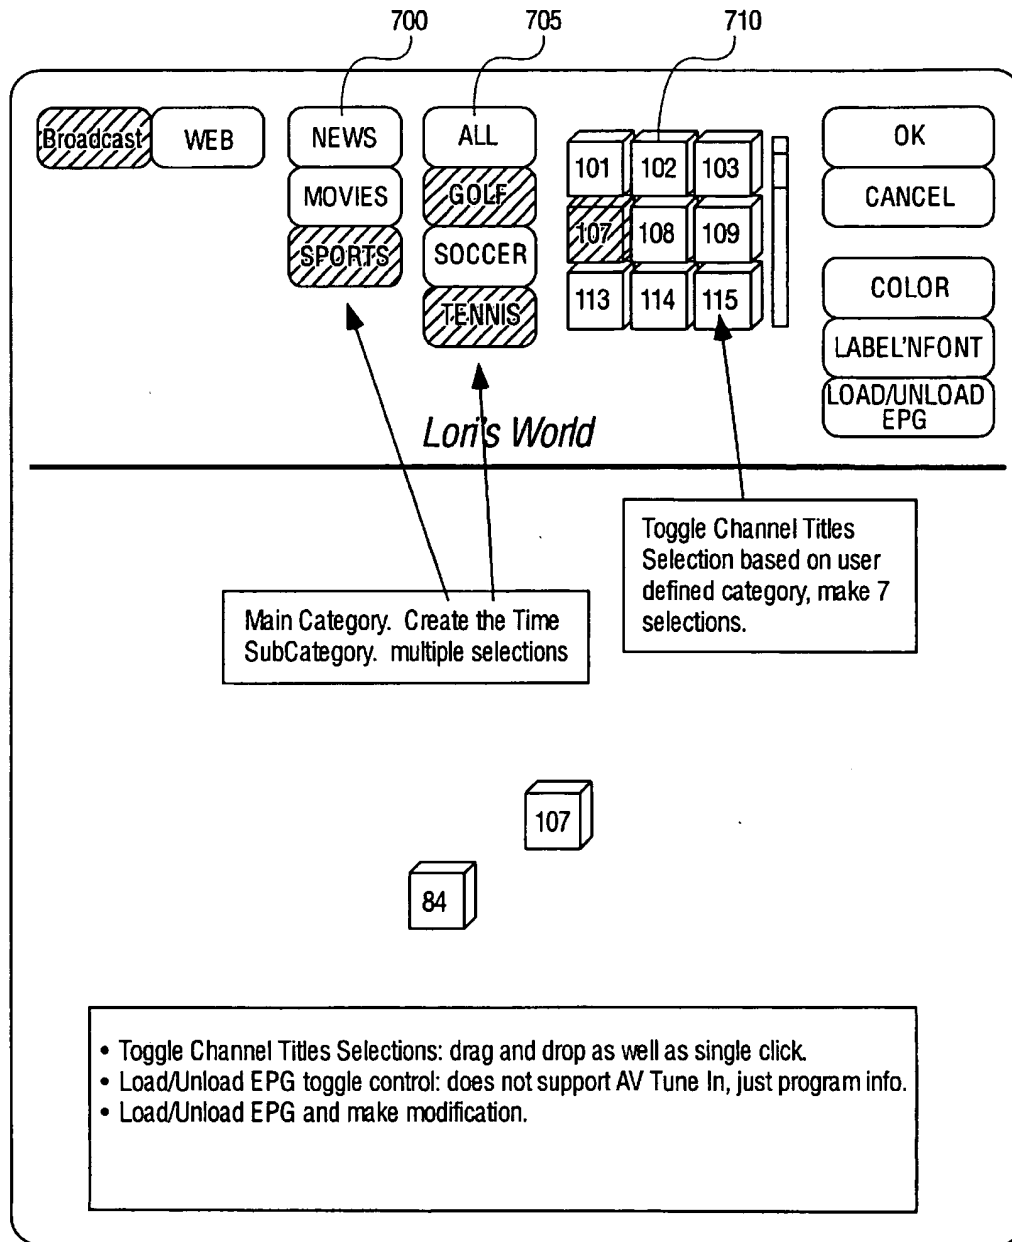 700 705 710
Broadcast WEB
NEWS
MOVIES
SPORTS
ALL
GOLF
SOCCER
TENNIS
101 102 103
107 108 109
113 114 115
OK
CANCEL
COLOR
LABEL'NFONT
LOAD/UNLOAD
EPG
Lori's World
Toggle Channel Titles
Selection based on user
defined category, make 7
selections.
Main Category. Create the Time
SubCategory. multiple selections
107
84
• Toggle Channel Titles Selections: drag and drop as well as single click.
• Load/Unload EPG toggle control: does not support AV Tune In, just program info.
• Load/Unload EPG and make modification.